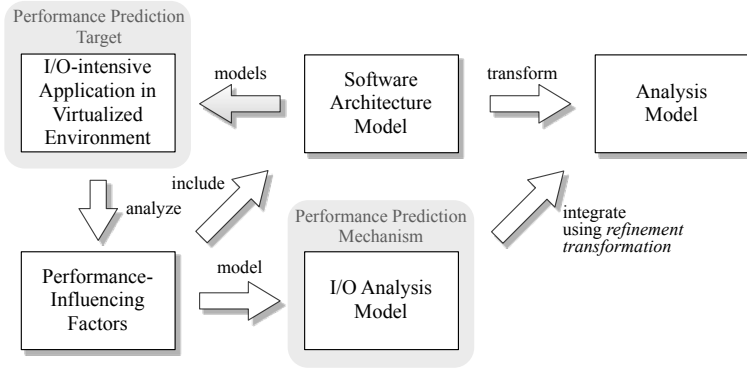 Performance Prediction
Target
I/O-intensive
Application in
Virtualized
Environment
models
Software
Architecture
Model
transform
Analysis
Model
analyze
include
Performance-
Influencing
Factors
model
Performance Prediction
Mechanism
I/O Analysis
Model
integrate
using refinement
transformation